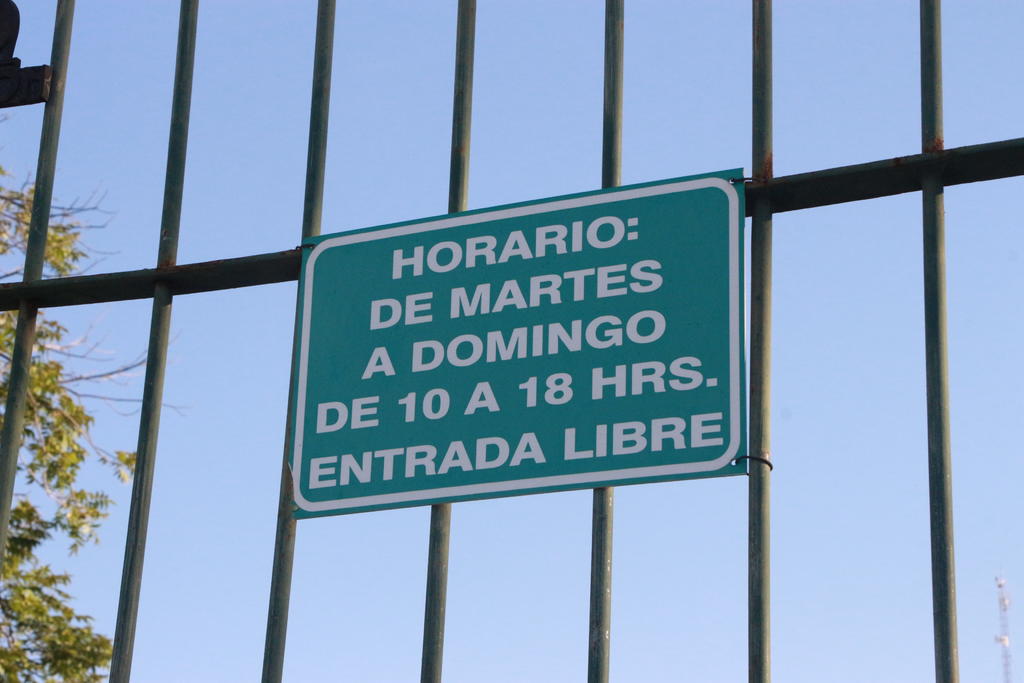 HORARIO:
DE MARTES
A DOMINGO
DE 10 A 18 HRS.
ENTRADA LIBRE